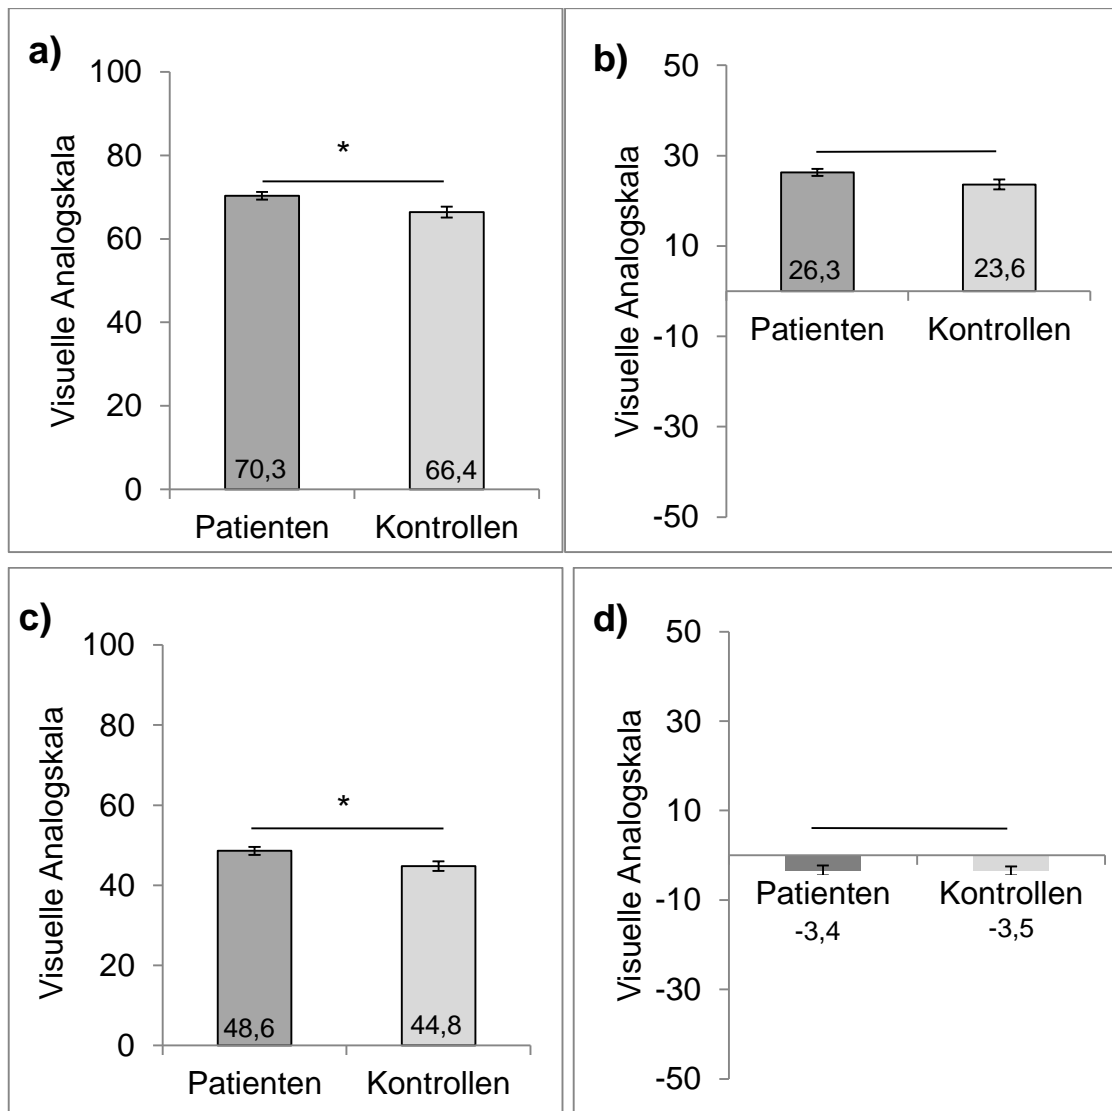 a)
Visuelle Analogskala
100
80
60
40
20
0
*
70,3
66,4
Patienten
Kontrollen
b)
Visuelle Analogskala
50
30
10
-10
-30
-50
26,3
23,6
Patienten
Kontrollen
c)
Visuelle Analogskala
100
80
60
40
20
0
*
48,6
44,8
Patienten
Kontrollen
d)
Visuelle Analogskala
50
30
10
-10
-30
-50
Patienten
Kontrollen
-3,4
-3,5